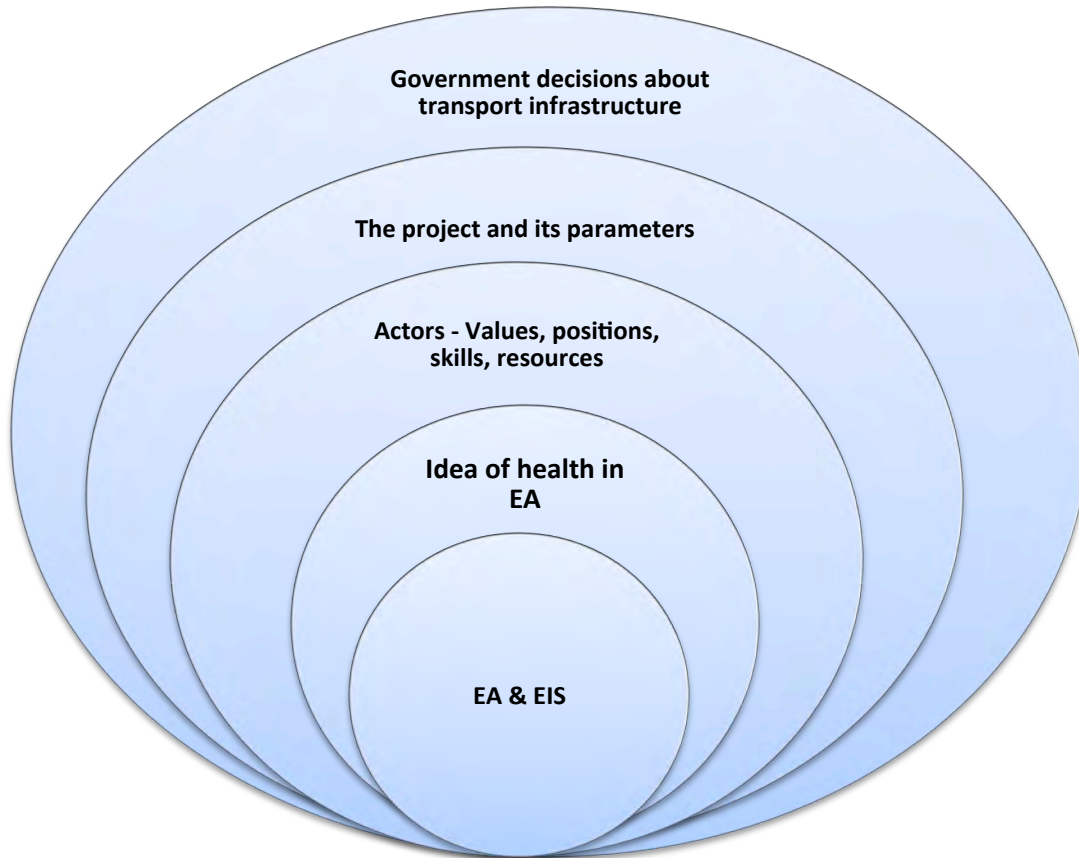 Government decisions about
transport infrastructure
The project and its parameters
Actors - Values, positions,
skills, resources
Idea of health in
EA
EA & EIS